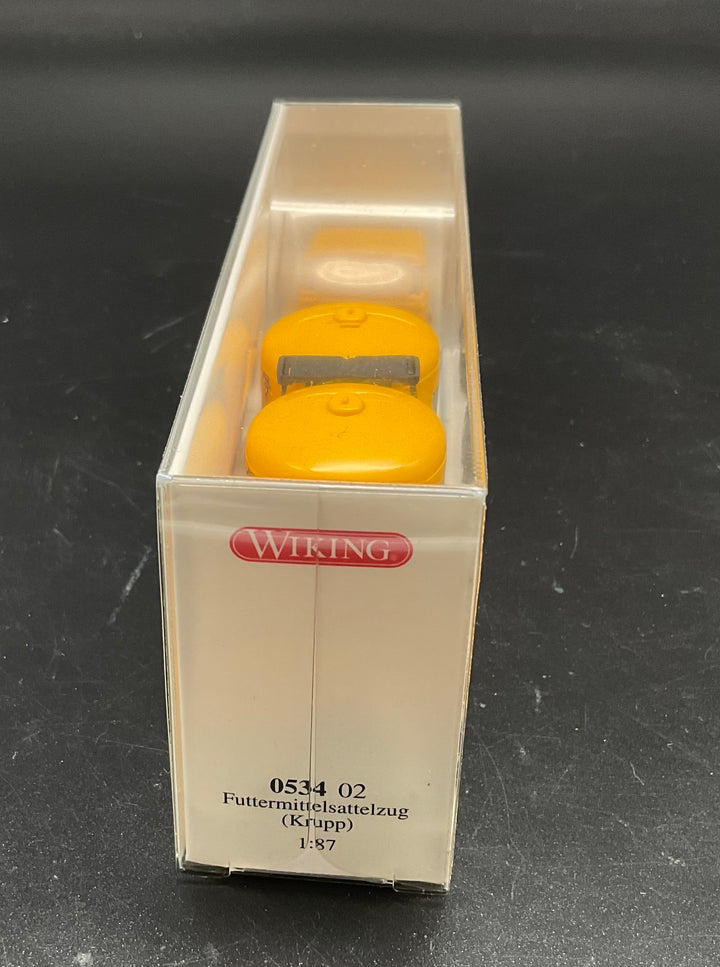 WIKING®
0534 02
Futtermittelsattelzug
(Krupp)
1:87